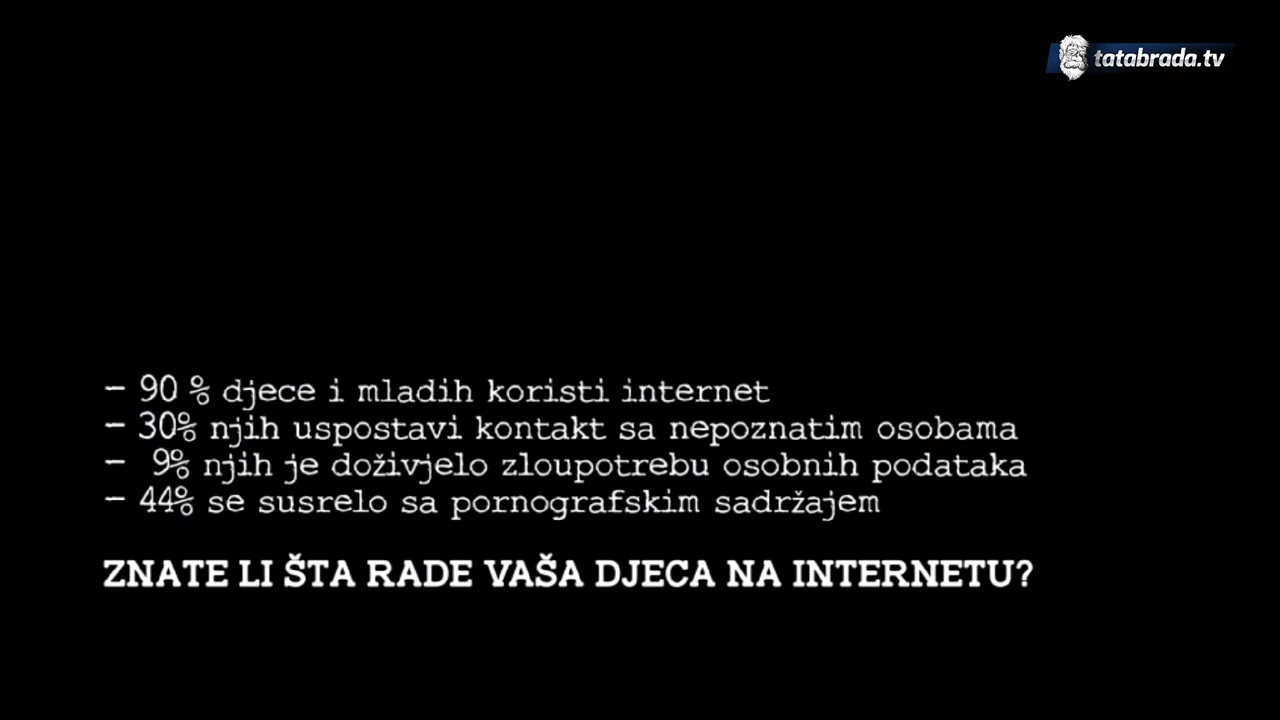 tatabrada.tv
– 90 % djece i mladih koristi internet
– 30% njih uspostavi kontakt sa nepoznatim osobama
– 9% njih je doživjelo zloupotrebu osobnih podataka
– 44% se susrelo sa pornografskim sadržajem
ZNATE LI ŠTA RADE VAŠA DJECA NA INTERNETU?